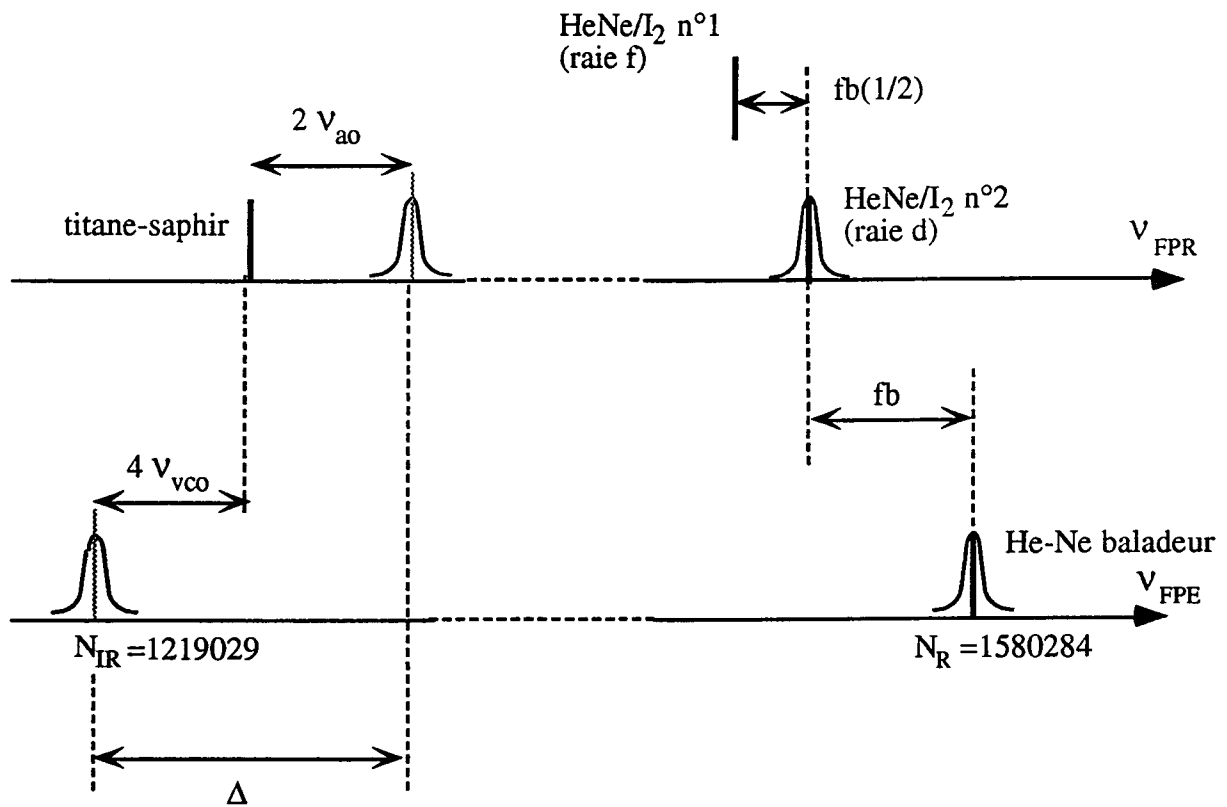 HeNe/I2 n°1
(raie f)
fb(1/2)
2 νao
titane-saphir
HeNe/I2 n°2
(raie d)
νFPR
fb
4 νvco
He-Ne baladeur
νFPE
NIR =1219029
NR =1580284
Δ